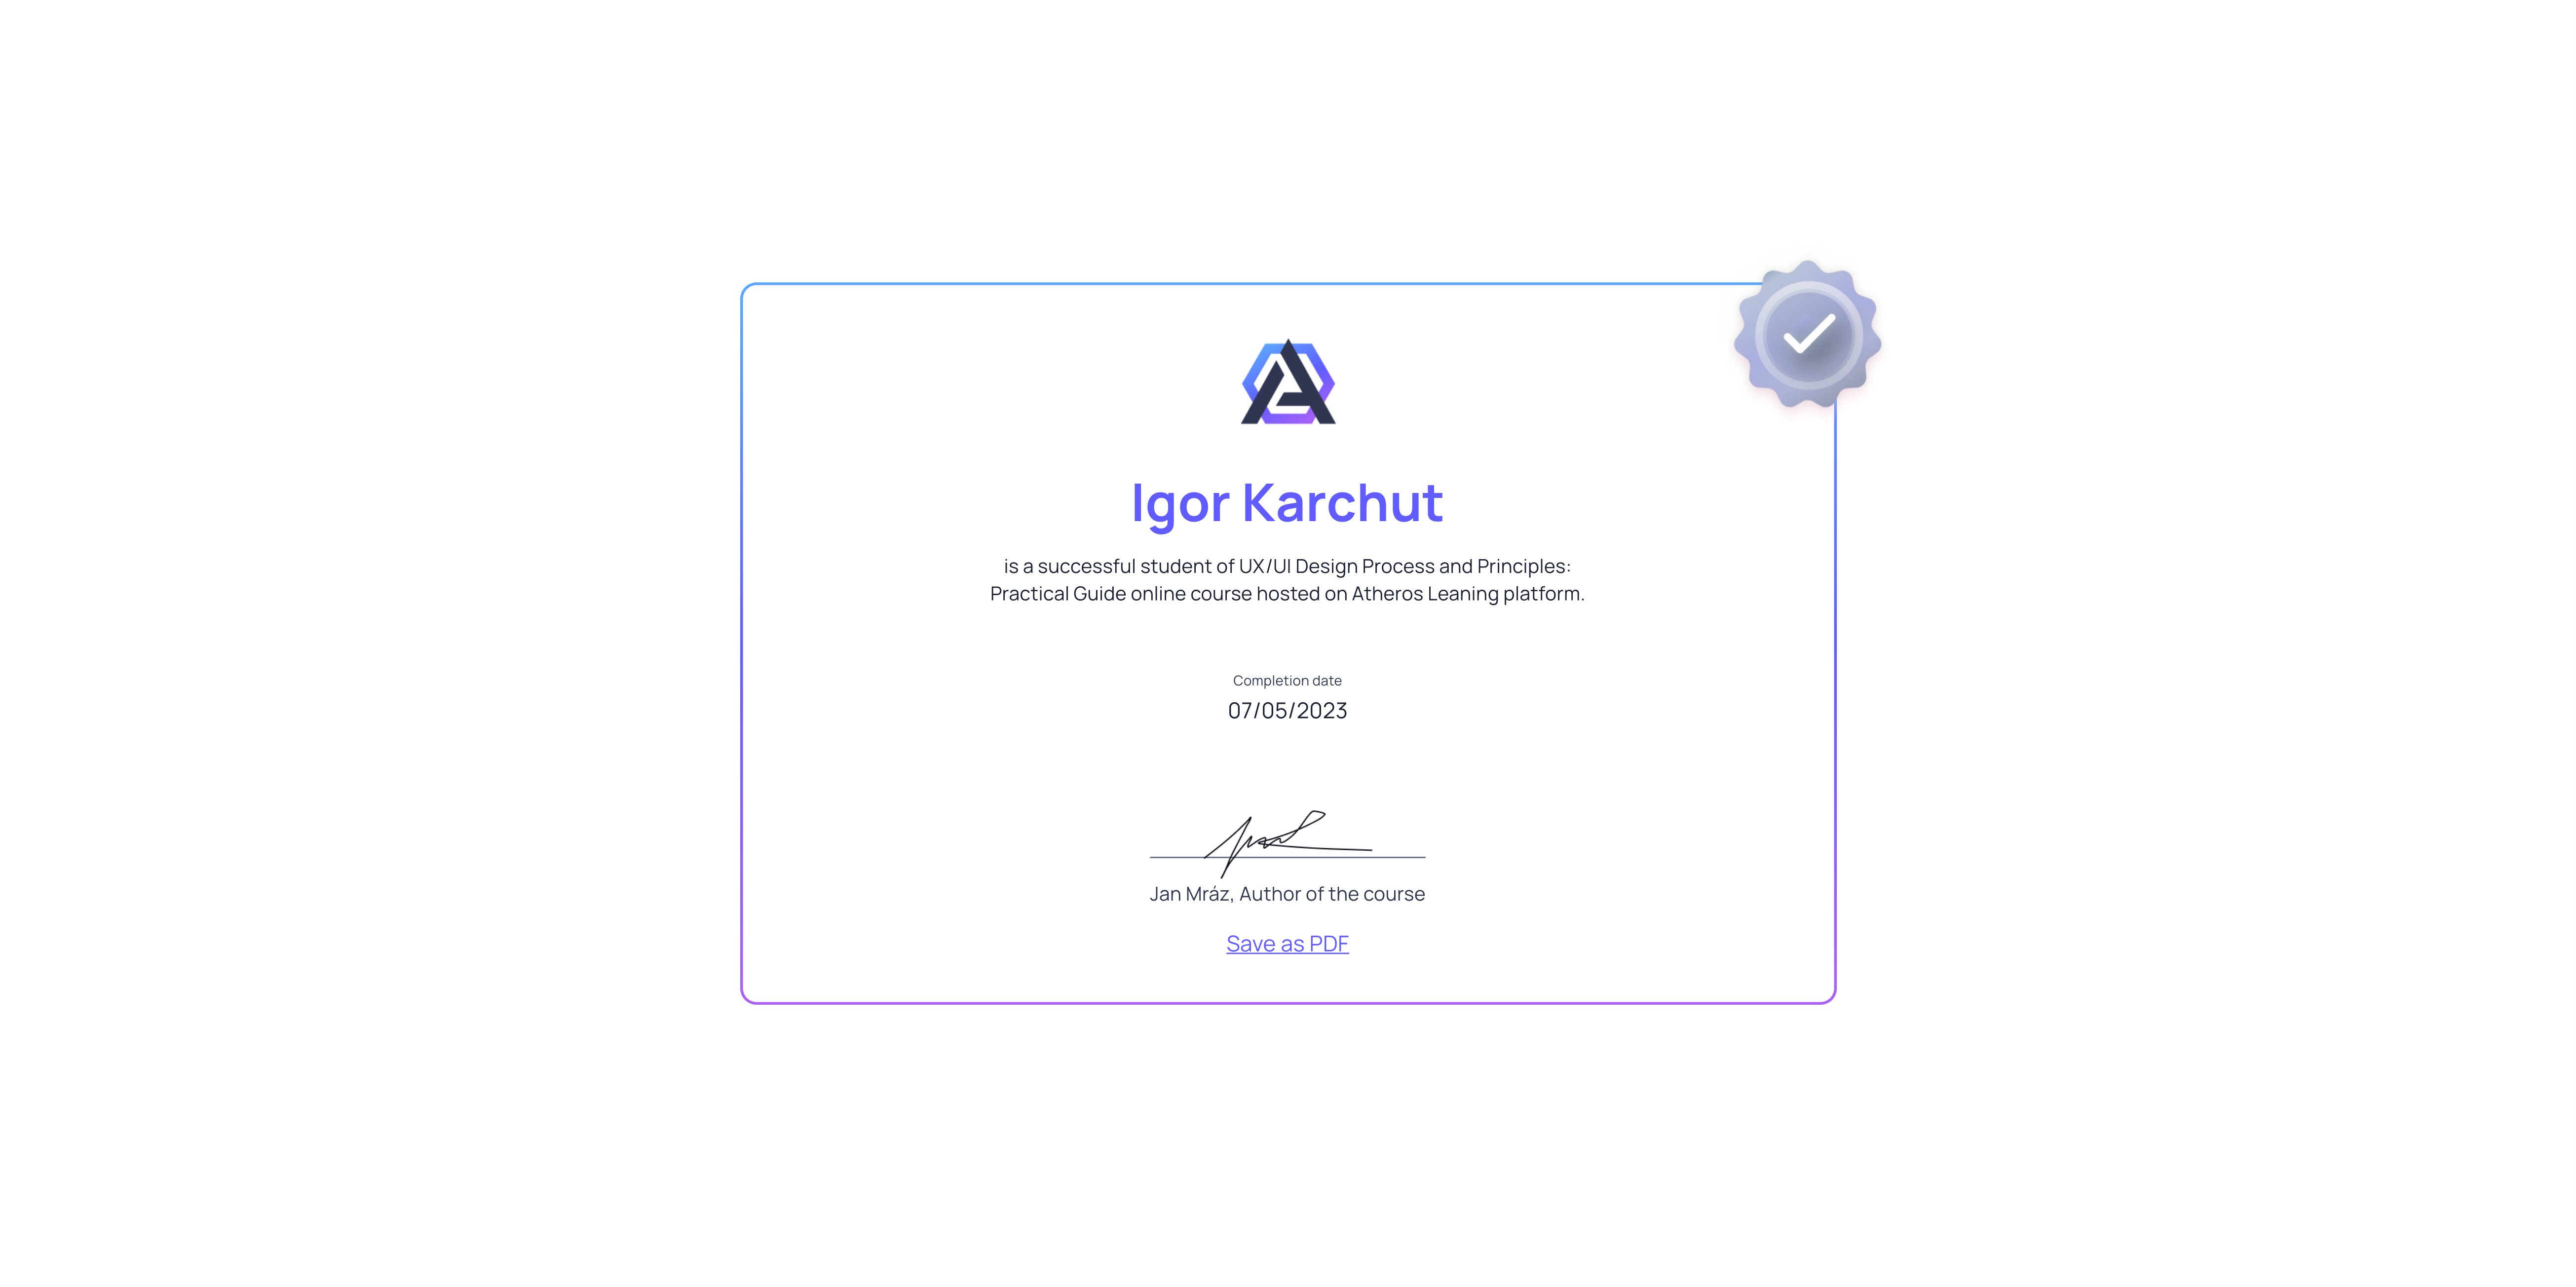 Igor Karchut
is a successful student of UX/UI Design Process and Principles:
Practical Guide online course hosted on Atheros Leaning platform.
Completion date
07/05/2023
Jan Mráz, Author of the course
Save as PDF